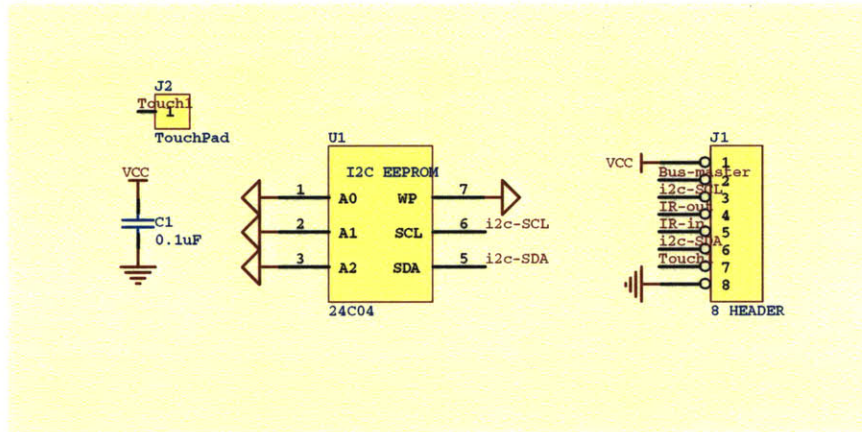 J2
Touch1
1
TouchPad
VCC
C1
0.1uF
U1
I2C EEPROM
1 A0 WP 7
2 A1 SCL 6 i2c-SCL
3 A2 SDA 5 i2c-SDA
24C04
J1
VCC 1
Bus-master 2
i2c-SCL 3
IR-out 4
IR-in 5
i2c-SDA 6
Touch1 7
8
8 HEADER